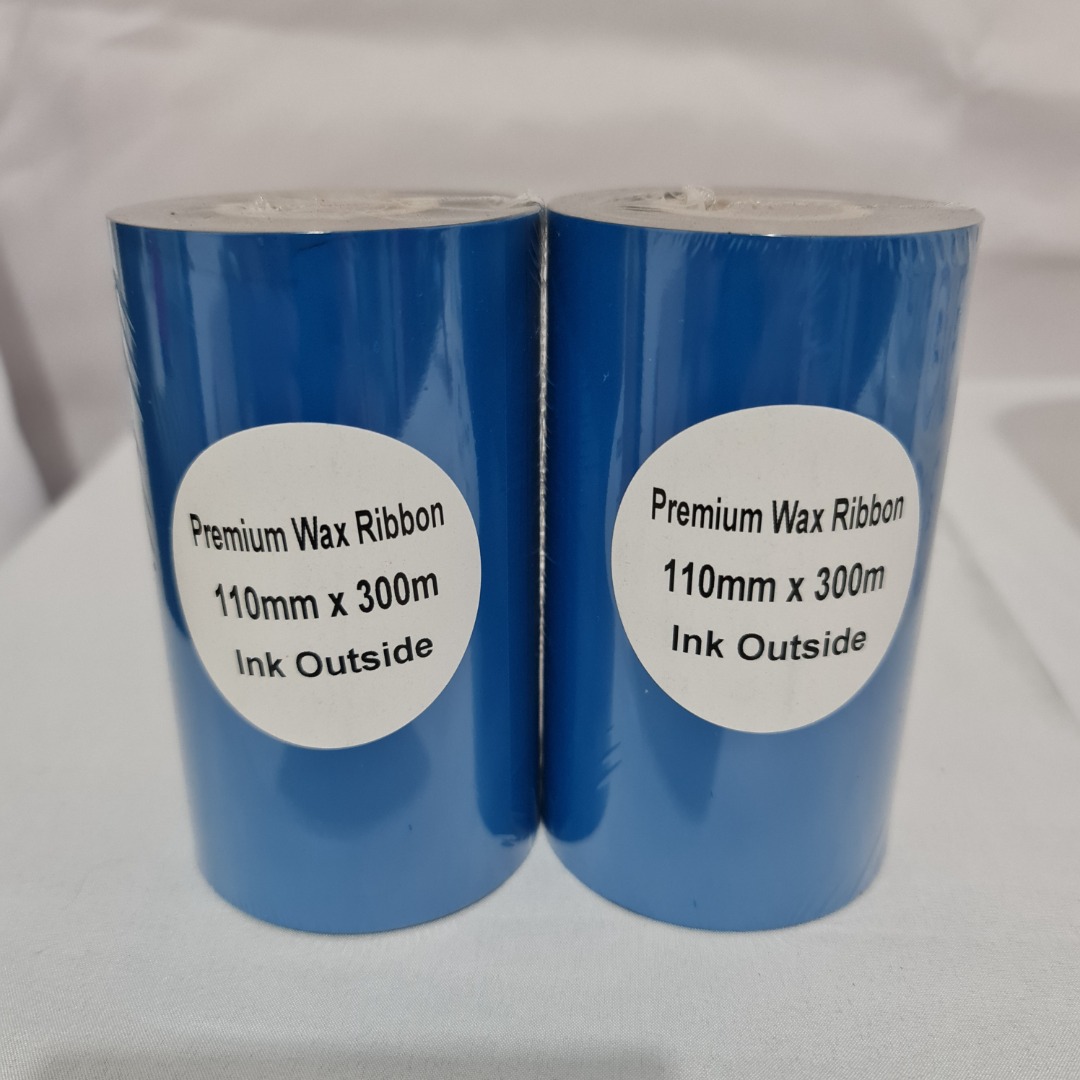 Premium Wax Ribbon
110mm x 300m
Ink Outside
Premium Wax Ribbon
110mm x 300m
Ink Outside